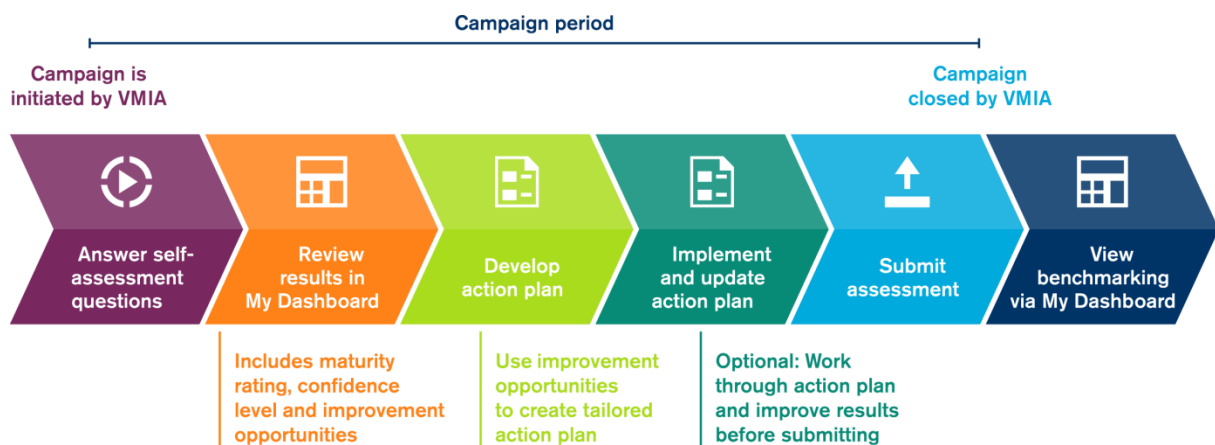 Campaign period
Campaign is
initiated by VMIA
Campaign
closed by VMIA
Answer self-
assessment
questions
Review
results in
My Dashboard
Develop
action plan
Implement
and update
action plan
Submit
assessment
View
benchmarking
via My Dashboard
Includes maturity
rating, confidence
level and improvement
opportunities
Use improvement
opportunities
to create tailored
action plan
Optional: Work
through action plan
and improve results
before submitting